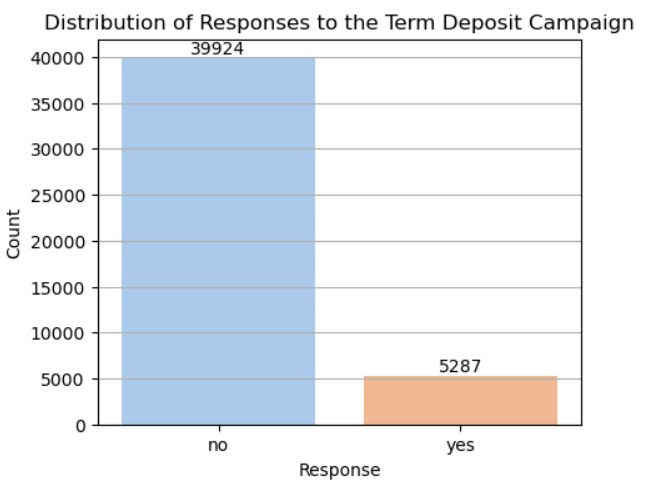 Distribution of Responses to the Term Deposit Campaign
39924
40000
35000
30000
25000
20000
15000
10000
5287
5000
0
Count
no
yes
Response